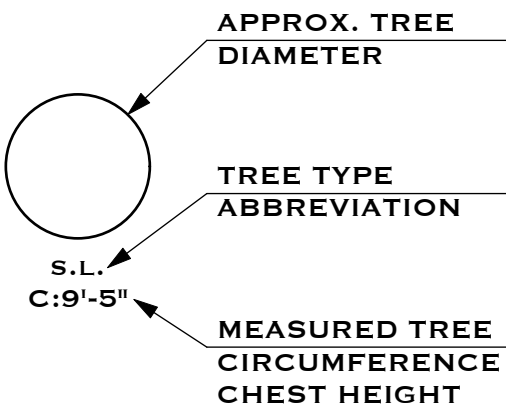 APPROX. TREE
DIAMETER
TREE TYPE
ABBREVIATION
S.L.
C:9'-5"
MEASURED TREE
CIRCUMFERENCE
CHEST HEIGHT